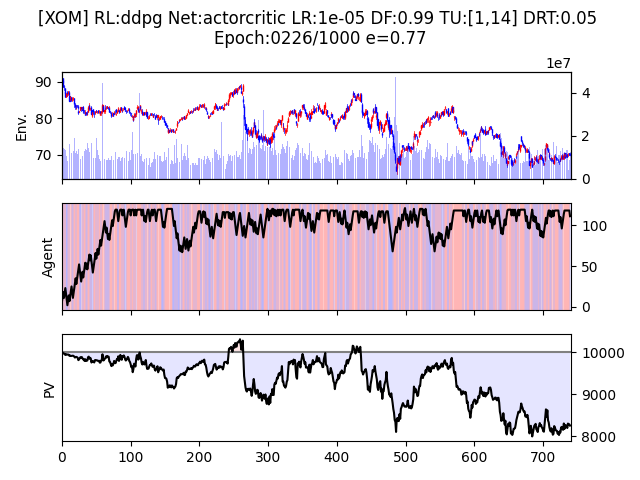 [XOM] RL:ddpg Net:actorcritic LR:1e-05 DF:0.99 TU:[1,14] DRT:0.05
Epoch:0226/1000 e=0.77
1e7
90
80
70
Env.
4
2
0
Agent
100
50
0
PV
10000
9000
8000
0 100 200 300 400 500 600 700